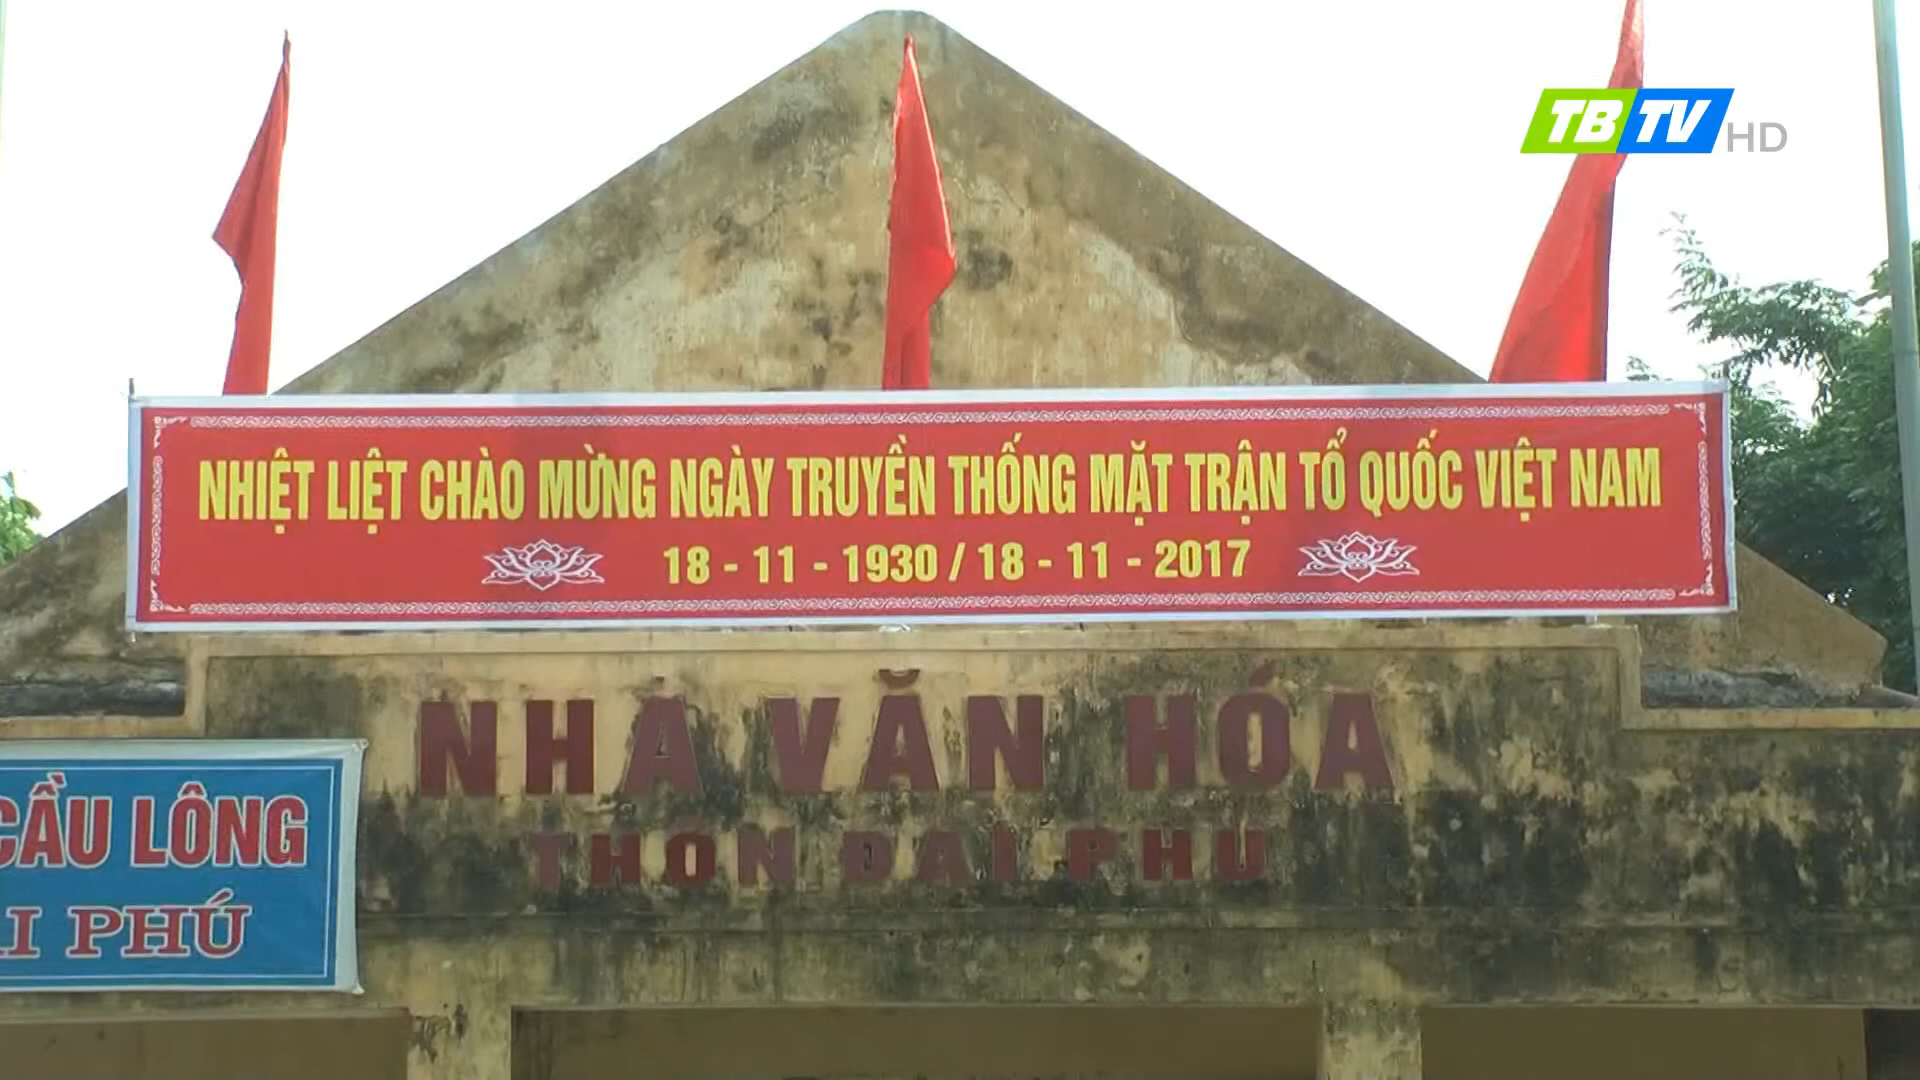 TBTV HD
NHIỆT LIỆT CHÀO MỪNG NGÀY TRUYỀN THỐNG MẶT TRẬN TỔ QUỐC VIỆT NAM
18 - 11 - 1930 / 18 - 11 - 2017
NHÀ VĂN HÓA
THÔN ĐẠI PHÚ
CẦU LÔNG
PHÚ